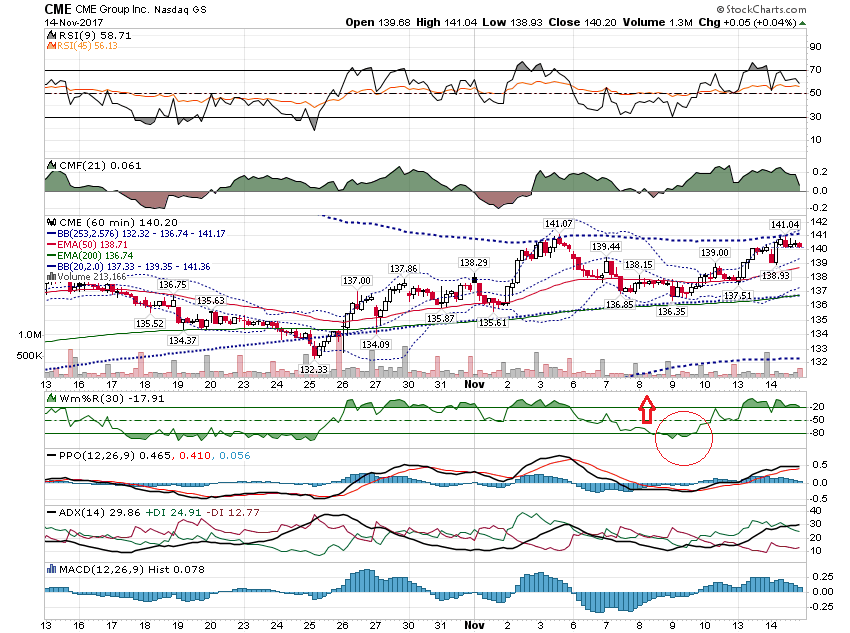 CME CME Group Inc. Nasdaq GS
© StockCharts.com
14-Nov-2017
Open 139.68 High 141.04 Low 138.93 Close 140.20 Volume 1.3M Chg +0.05 (+0.04%)
RSI(9) 58.71
RSI(45) 56.13
90
70
50
30
10
CMF(21) 0.061
0.2
0.0
-0.2
CME (60 min) 140.20
BB(253,2.576) 132.32 - 136.74 - 141.17
EMA(50) 138.71
EMA(200) 136.74
BB(20,2.0) 137.33 - 139.35 - 141.36
Volume 213,166
142
141
140
139
138
137
136
135
134
133
132
1.0M
500K
136.75
135.52
135.63
134.37
132.33
137.00
134.09
137.86
135.87
138.29
135.61
141.07
139.44
136.85
138.15
136.35
139.00
137.51
141.04
138.93
13 16 17 18 19 20 23 24 25 26 27 30 31 Nov 2 3 6 7 8 9 10 13 14
Wm%R(30) -17.91
-20
-50
-80
PPO(12,26,9) 0.465, 0.410, 0.056
0.5
0.0
-0.5
ADX(14) 29.86 +DI 24.91 -DI 12.77
40
30
20
10
MACD(12,26,9) Hist 0.078
0.25
0.00
-0.25
13 16 17 18 19 20 23 24 25 26 27 30 31 Nov 2 3 6 7 8 9 10 13 14